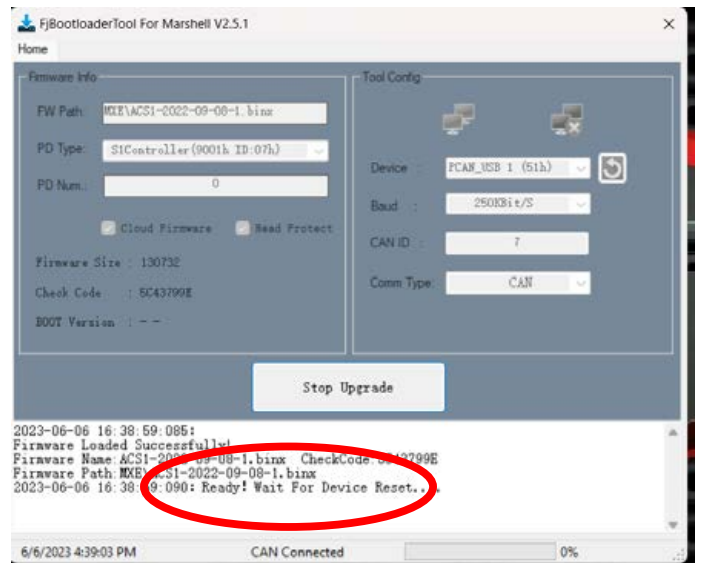 FjBootloaderTool For Marshell V2.5.1
Home
Firmware Info
FW Path: MXE\ACS1-2022-09-08-1.binx
PD Type: S1Controller(9001h ID:07h)
PD Num.: 0
Cloud Firmware Read Protect
Firmware Size : 130732
Check Code : 5C43799E
BOOT Version : --
Tool Config
Device : PCAN_USB 1 (51h)
Baud : 250KBit/S
CAN ID : 7
Comm Type: CAN
Stop Upgrade
2023-06-06 16:38:59:085:
Firmware Loaded Successfully!
Firmware Name:ACS1-2022-09-08-1.binx CheckCode:5C43799E
Firmware Path:MXE\ACS1-2022-09-08-1.binx
2023-06-06 16:38:59:090: Ready! Wait For Device Reset....
6/6/2023 4:39:03 PM CAN Connected 0%